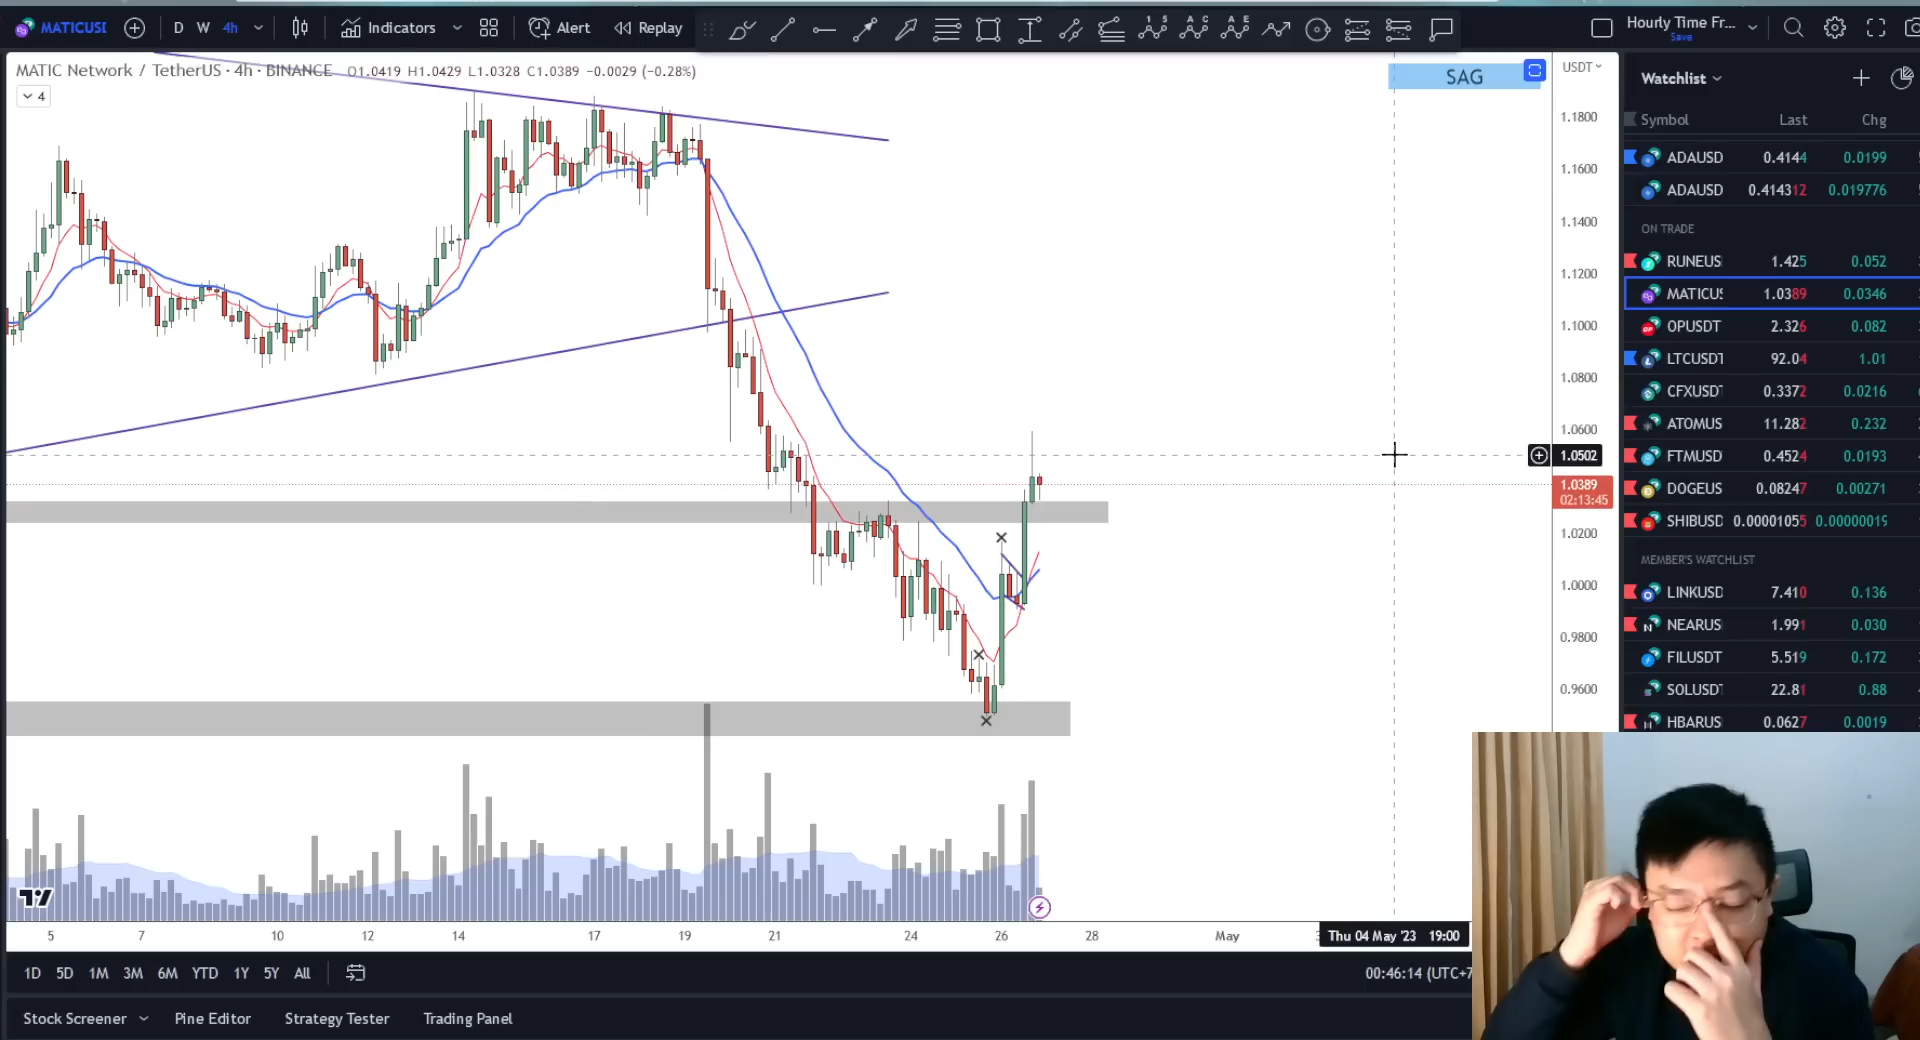 MATICUSI
D W 4h
Indicators
Alert
Replay
Hourly Time Fr...
Save
MATIC Network / TetherUS · 4h · BINANCE O1.0419 H1.0429 L1.0328 C1.0389 −0.0029 (−0.28%)
4
SAG
USDT
1.1800
1.1600
1.1400
1.1200
1.1000
1.0800
1.0600
1.0502
1.0389
02:13:45
1.0200
1.0000
0.9800
0.9600
Watchlist
Symbol Last Chg
ADAUSD 0.4144 0.0199
ADAUSD 0.414312 0.019776
ON TRADE
RUNEUS 1.425 0.052
MATICUS 1.0389 0.0346
OPUSDT 2.326 0.082
LTCUSDT 92.04 1.01
CFXUSDT 0.3372 0.0216
ATOMUS 11.282 0.232
FTMUSD 0.4524 0.0193
DOGEUS 0.08247 0.00271
SHIBUSD 0.00001055 0.00000019
MEMBER'S WATCHLIST
LINKUSD 7.410 0.136
NEARUS 1.991 0.030
FILUSDT 5.519 0.172
SOLUSDT 22.81 0.88
HBARUS 0.0627 0.0019
5 7 10 12 14 17 19 21 24 26 28 May
Thu 04 May '23 19:00
1D 5D 1M 3M 6M YTD 1Y 5Y All
00:46:14 (UTC+7
Stock Screener
Pine Editor
Strategy Tester
Trading Panel